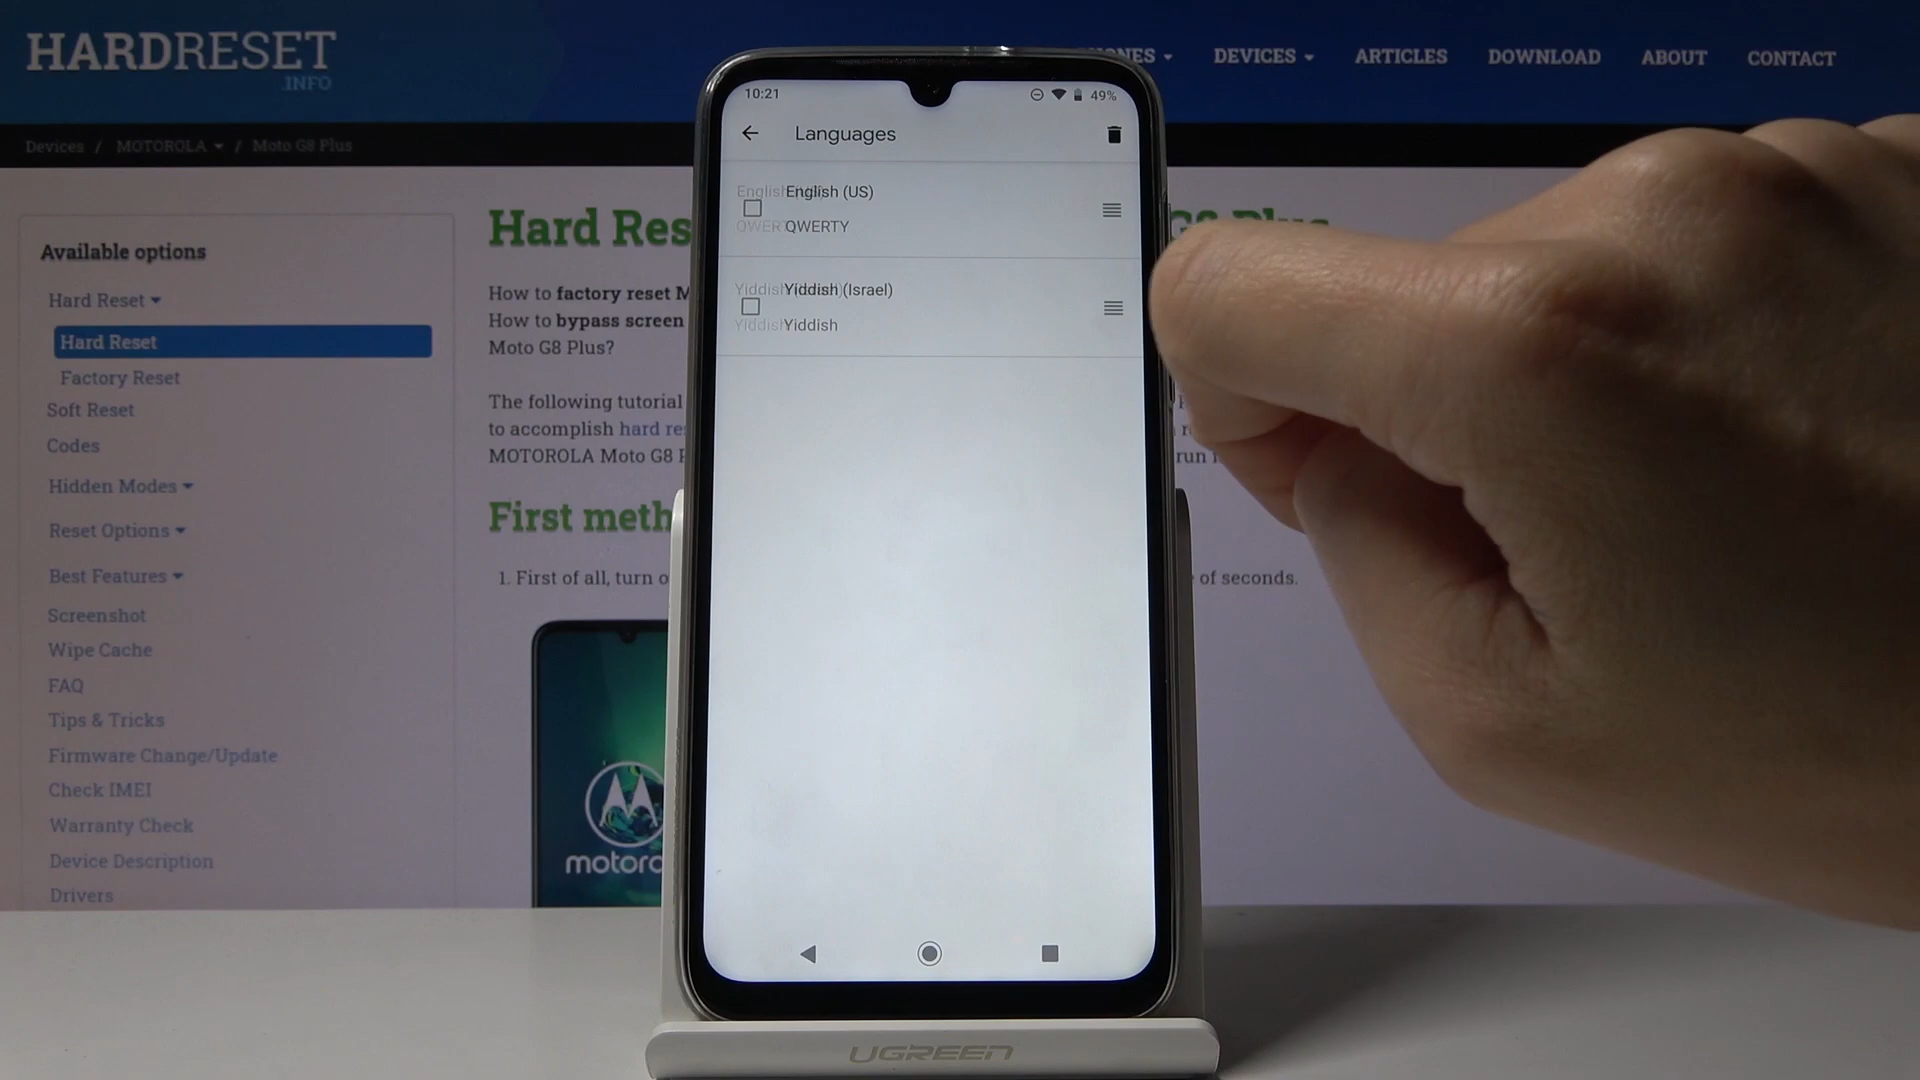 HARDRESET
.INFO
DEVICES
ARTICLES
DOWNLOAD
ABOUT
CONTACT
Devices / MOTOROLA / Moto G8 Plus
Available options
Hard Reset
Hard Reset
Factory Reset
Soft Reset
Codes
Hidden Modes
Reset Options
Best Features
Screenshot
Wipe Cache
FAQ
Tips & Tricks
Firmware Change/Update
Check IMEI
Warranty Check
Device Description
Drivers
Hard Res
G8 Plus
How to factory reset M
How to bypass screen
Moto G8 Plus?
The following tutorial
to accomplish hard re
MOTOROLA Moto G8 P
run
First meth
1. First of all, turn o
e of seconds.
motoro
10:21
49%
Languages
English (US)
QWERTY
Yiddish (Israel)
Yiddish
UGREEN